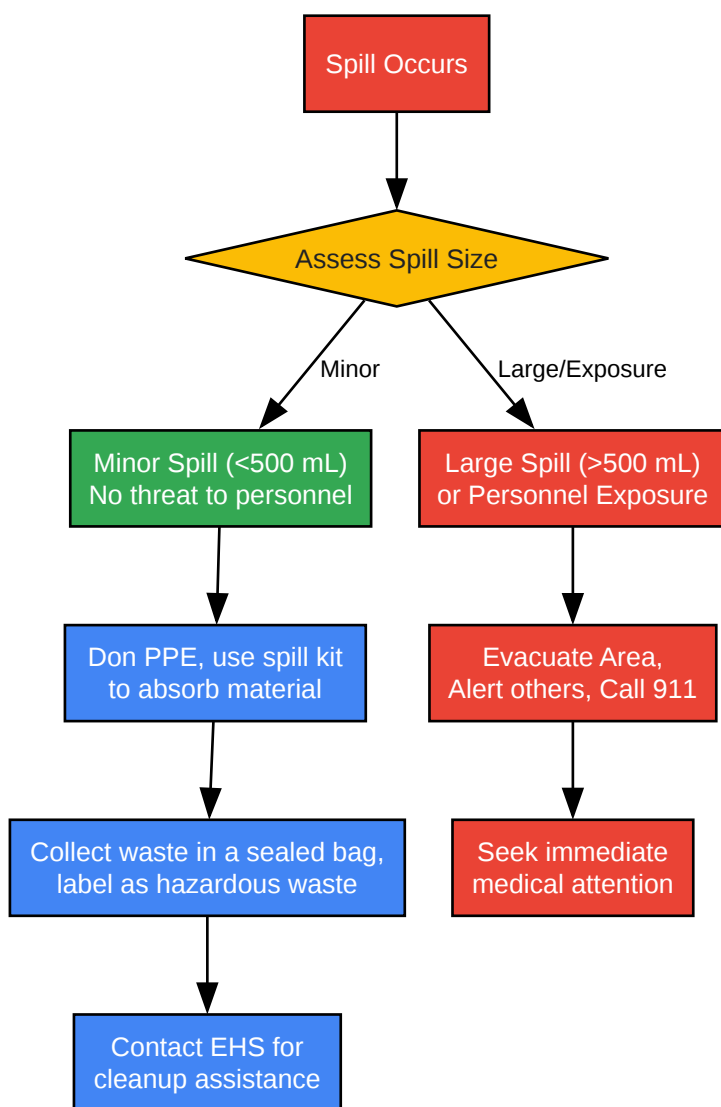 Spill Occurs
Assess Spill Size
Minor
Large/Exposure
Minor Spill (<500 mL)
No threat to personnel
Large Spill (>500 mL)
or Personnel Exposure
Don PPE, use spill kit
to absorb material
Evacuate Area,
Alert others, Call 911
Collect waste in a sealed bag,
label as hazardous waste
Seek immediate
medical attention
Contact EHS for
cleanup assistance